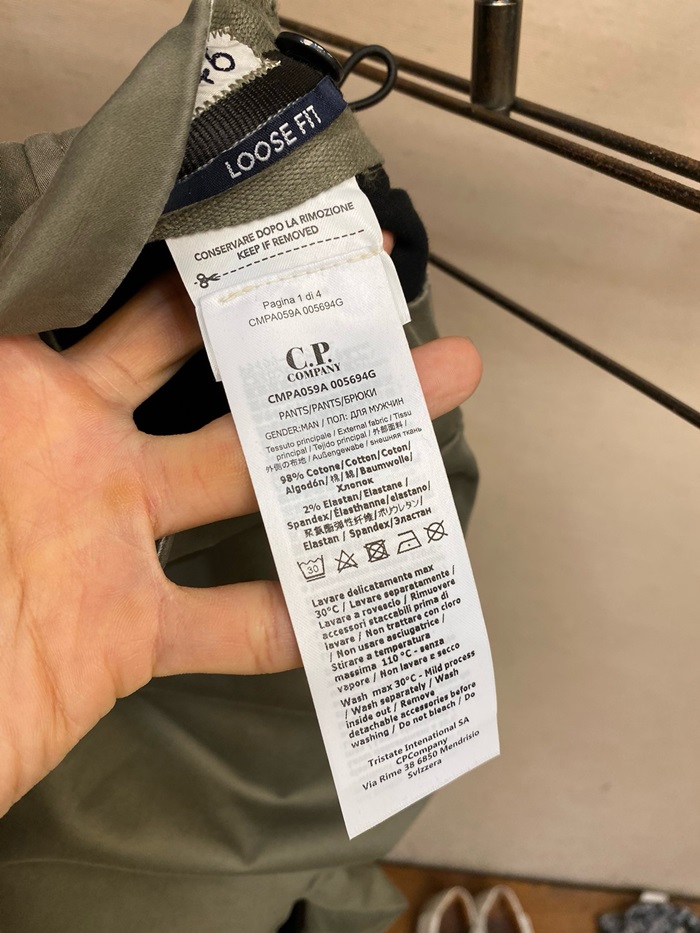 46
LOOSE FIT
CONSERVARE DOPO LA RIMOZIONE
KEEP IF REMOVED
Pagina 1 di 4
CMPA059A 005694G
C.P.
COMPANY
CMPA059A 005694G
PANTS/PANTS/БРЮКИ
GENDER:MAN / ПОЛ: ДЛЯ МУЖЧИН
Tessuto principale / External fabric / Tissu
principal / Tejido principal / 外部面料 /
外側の布地 / Außengewabe / внешняя ткань
98% Cotone/Cotton/Coton/
Algodón/ 棉/ 綿/Baumwolle/
Хлопок
2% Elastan/Elastane /
Spandex/Élasthanne/elastano/
聚氨酯弹性纤维/ポリウレタン/
Elastan / Spandex/Эластан
30
Lavare delicatamente max
30°C / Lavare separatamente /
Lavare a rovescio / Rimuovere
accessori staccabili prima di
lavare / Non trattare con cloro
/ Non usare asciugatrice /
Stirare a temperatura
massima 110°C - senza
vapore / Non lavare e secco
Wash max 30°C - Mild process
/ Wash separately / Wash
inside out / Remove
detachable accessories before
washing / Do not bleach / Do
Tristate Intenational SA
CPCompany
Via Rime 38 6850 Mendrisio
Svizzera